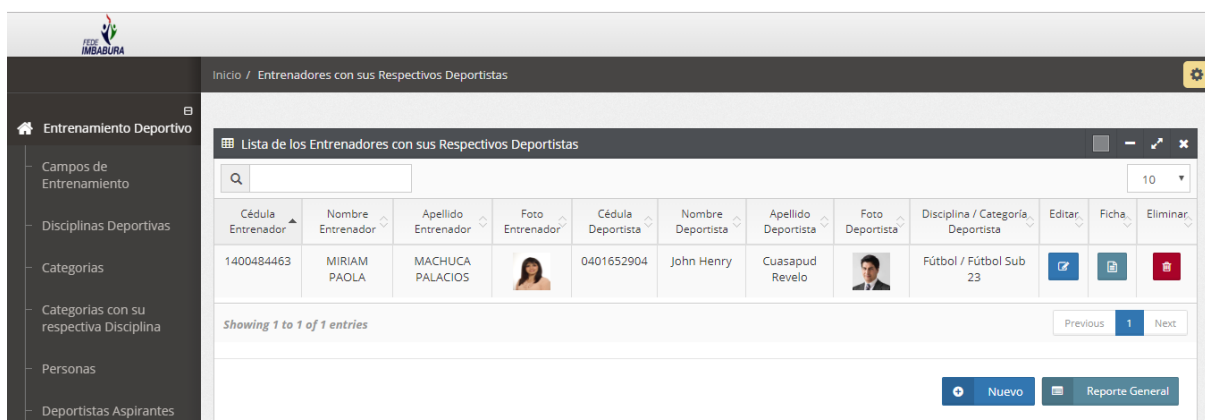 FEDE
IMBABURA
Inicio / Entrenadores con sus Respectivos Deportistas
Entrenamiento Deportivo
Campos de
Entrenamiento
Disciplinas Deportivas
Categorias
Categorias con su
respectiva Disciplina
Personas
Deportistas Aspirantes
Lista de los Entrenadores con sus Respectivos Deportistas
10
Cédula Entrenador Nombre Entrenador Apellido Entrenador Foto Entrenador Cédula Deportista Nombre Deportista Apellido Deportista Foto Deportista Disciplina / Categoría Deportista Editar Ficha Eliminar
1400484463 MIRIAM PAOLA MACHUCA PALACIOS 0401652904 John Henry Cuasapud Revelo Fútbol / Fútbol Sub 23
Showing 1 to 1 of 1 entries
Previous 1 Next
Nuevo Reporte General